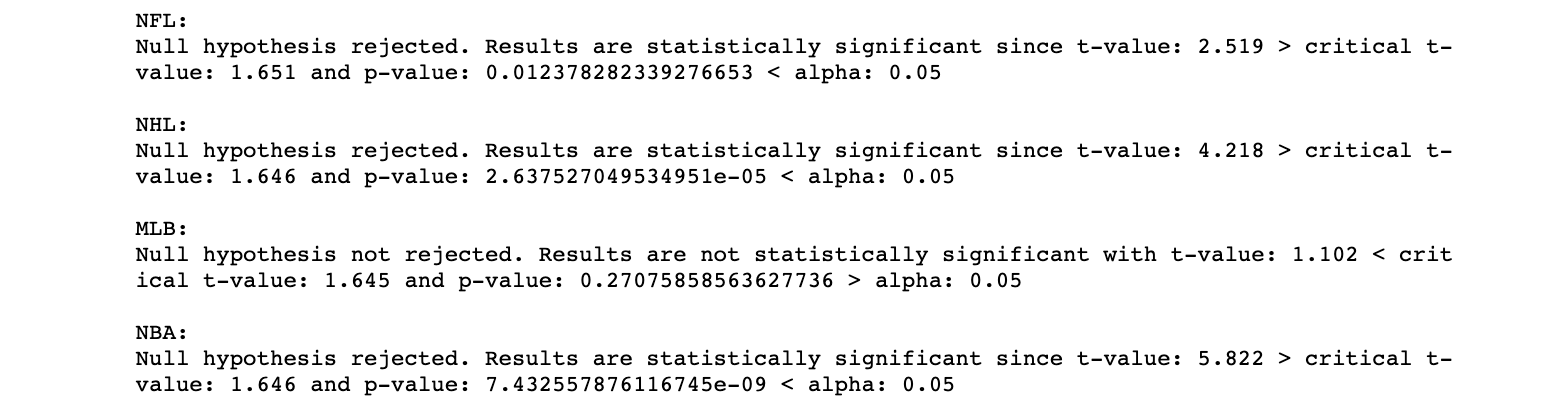 NFL:
Null hypothesis rejected. Results are statistically significant since t-value: 2.519 > critical t-
value: 1.651 and p-value: 0.012378282339276653 < alpha: 0.05
NHL:
Null hypothesis rejected. Results are statistically significant since t-value: 4.218 > critical t-
value: 1.646 and p-value: 2.637527049534951e-05 < alpha: 0.05
MLB:
Null hypothesis not rejected. Results are not statistically significant with t-value: 1.102 < crit
ical t-value: 1.645 and p-value: 0.27075858563627736 > alpha: 0.05
NBA:
Null hypothesis rejected. Results are statistically significant since t-value: 5.822 > critical t-
value: 1.646 and p-value: 7.432557876116745e-09 < alpha: 0.05